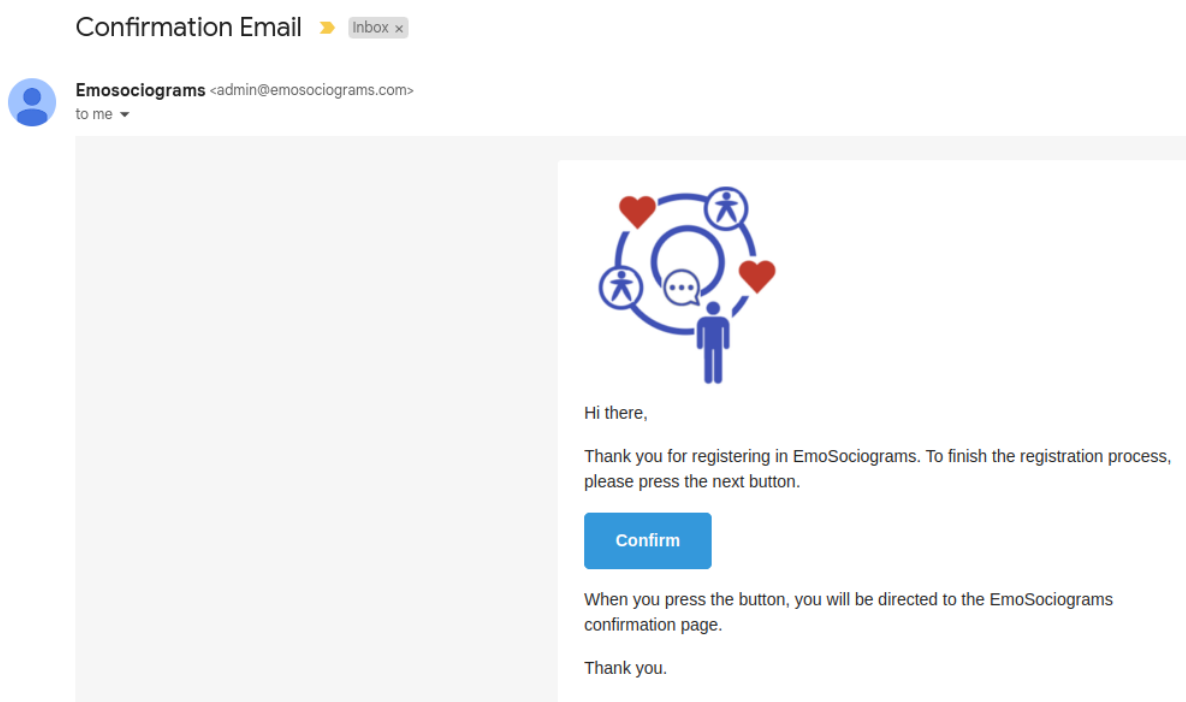 Confirmation Email
Inbox ×
Emosociograms <admin@emosociograms.com>
to me
Hi there,
Thank you for registering in EmoSociograms. To finish the registration process,
please press the next button.
Confirm
When you press the button, you will be directed to the EmoSociograms
confirmation page.
Thank you.